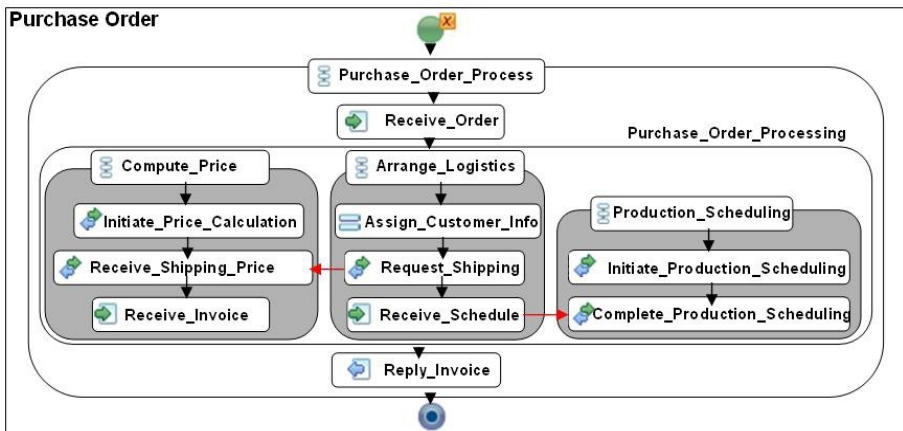 Purchase Order
Purchase_Order_Process
Receive_Order
Purchase_Order_Processing
Compute_Price
Initiate_Price_Calculation
Receive_Shipping_Price
Receive_Invoice
Arrange_Logistics
Assign_Customer_Info
Request_Shipping
Receive_Schedule
Production_Scheduling
Initiate_Production_Scheduling
Complete_Production_Scheduling
Reply_Invoice